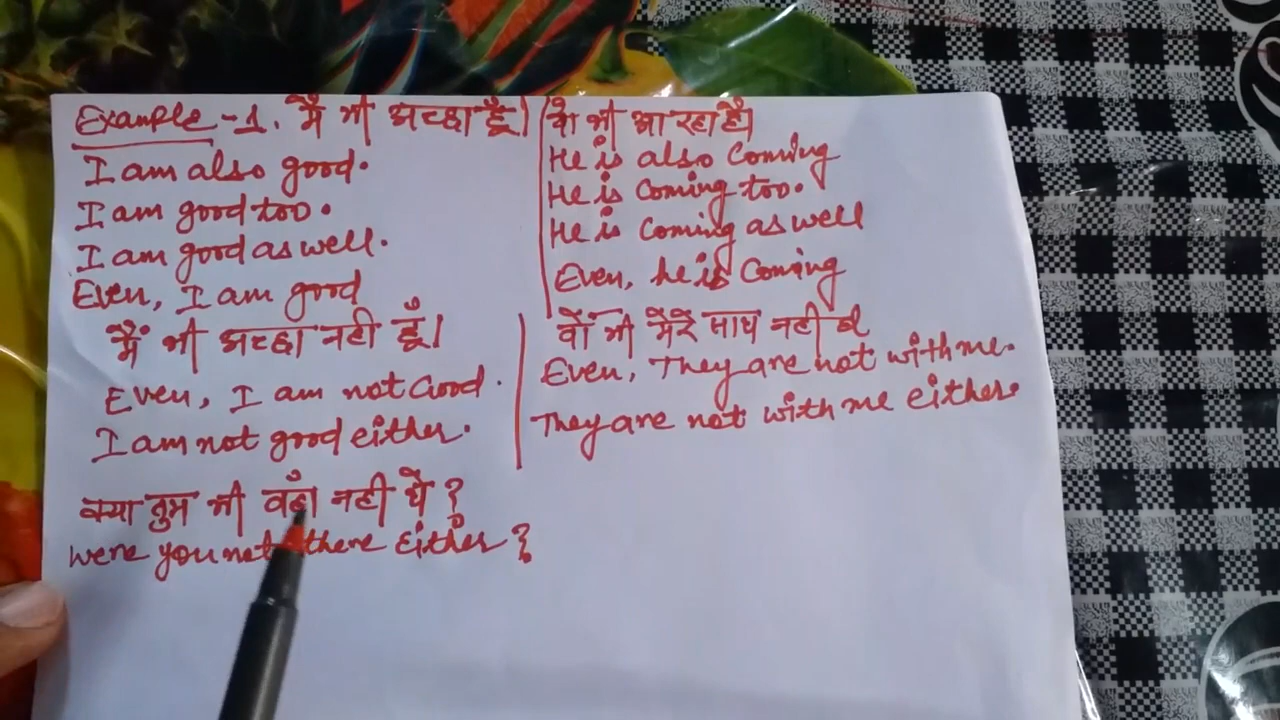 Example-1. मैं भी अच्छा हूँ।
I am also good.
I am good too.
I am good as well.
Even, I am good
वो भी आ रहा है।
He is also Coming
He is Coming too.
He is Coming as well
Even, he is Coming
मैं भी अच्छा नही हूँ।
Even, I am not Good.
I am not good either.
वों भी मेरें साथ नही है
Even, They are not with me.
They are not with me either.
क्या तुम भी वहाँ नही थे?
Were you not there Either?